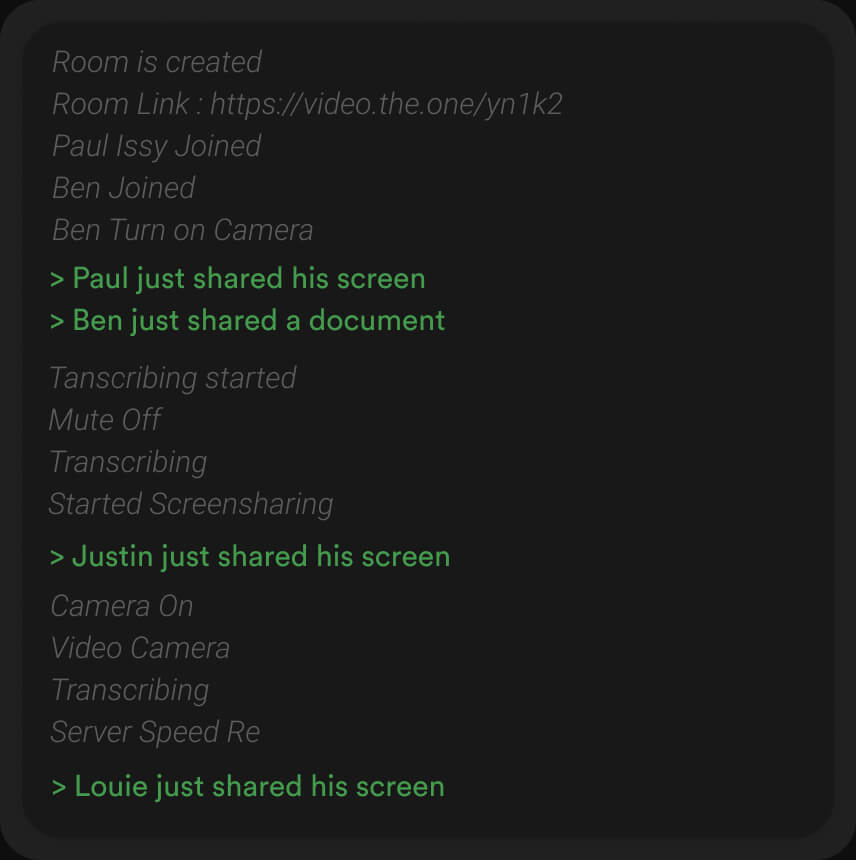 Room is created
Room Link : https://video.the.one/yn1k2
Paul Issy Joined
Ben Joined
Ben Turn on Camera
> Paul just shared his screen
> Ben just shared a document
Tanscribing started
Mute Off
Transcribing
Started Screensharing
> Justin just shared his screen
Camera On
Video Camera
Transcribing
Server Speed Re
> Louie just shared his screen